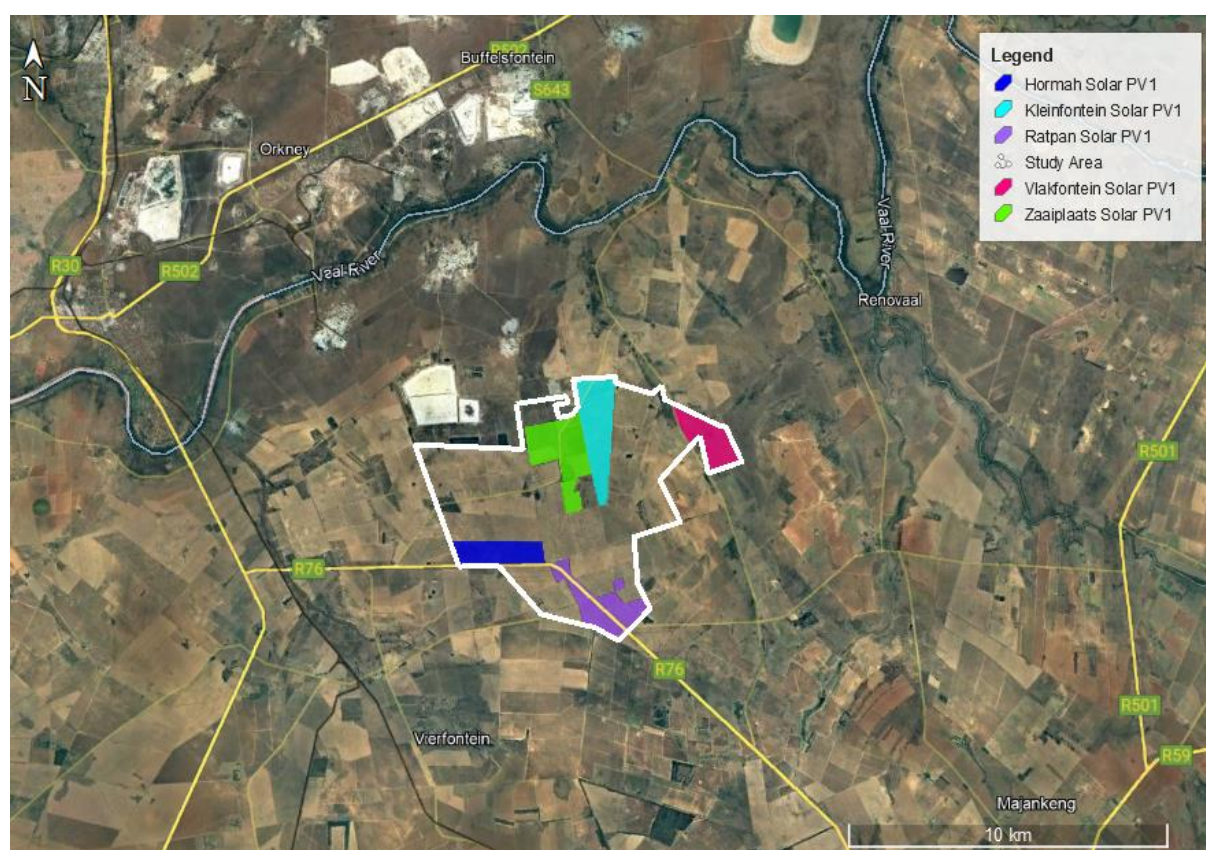 N
R502
Buffelsfontein
S643
Orkney
R30
R502
Vaal River
Vaal River
Renovaal
R501
R76
R76
R501
Vierfontein
R59
Majankeng
10 km
Legend
Hormah Solar PV1
Kleinfontein Solar PV1
Ratpan Solar PV1
Study Area
Vlakfontein Solar PV1
Zaaiplaats Solar PV1